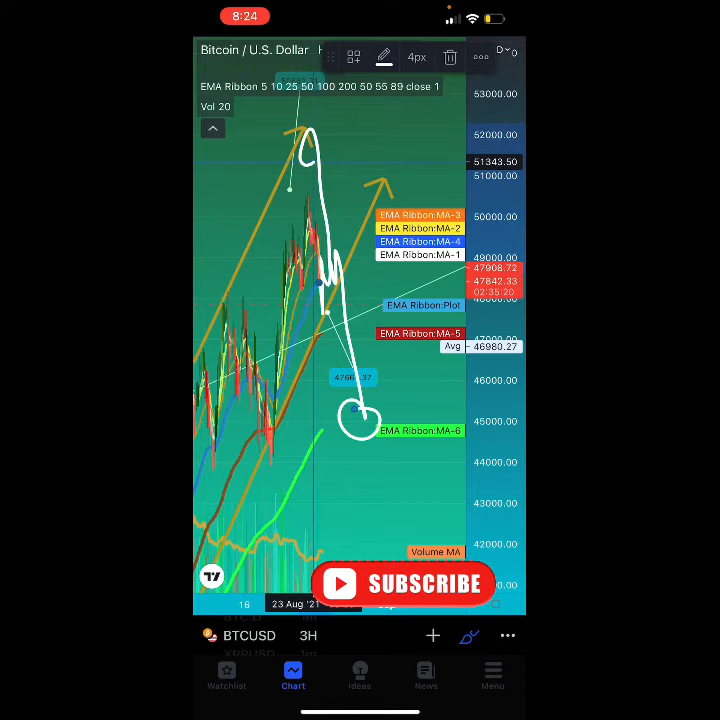 8:24
Bitcoin / U.S. Dollar
4px
D
0
EMA Ribbon 5 10 25 50 100 200 50 55 89 close 1
53000.00
Vol 20
52000.00
51343.50
51000.00
EMA Ribbon:MA-3
50000.00
EMA Ribbon:MA-2
EMA Ribbon:MA-4
EMA Ribbon:MA-1
49000.00
47908.72
47842.33
02:35:20
EMA Ribbon:Plot
EMA Ribbon:MA-5
Avg
46980.27
46000.00
45000.00
EMA Ribbon:MA-6
44000.00
43000.00
42000.00
Volume MA
SUBSCRIBE
16
23 Aug '21
BTCUSD
3H
Watchlist
Chart
Ideas
News
Menu